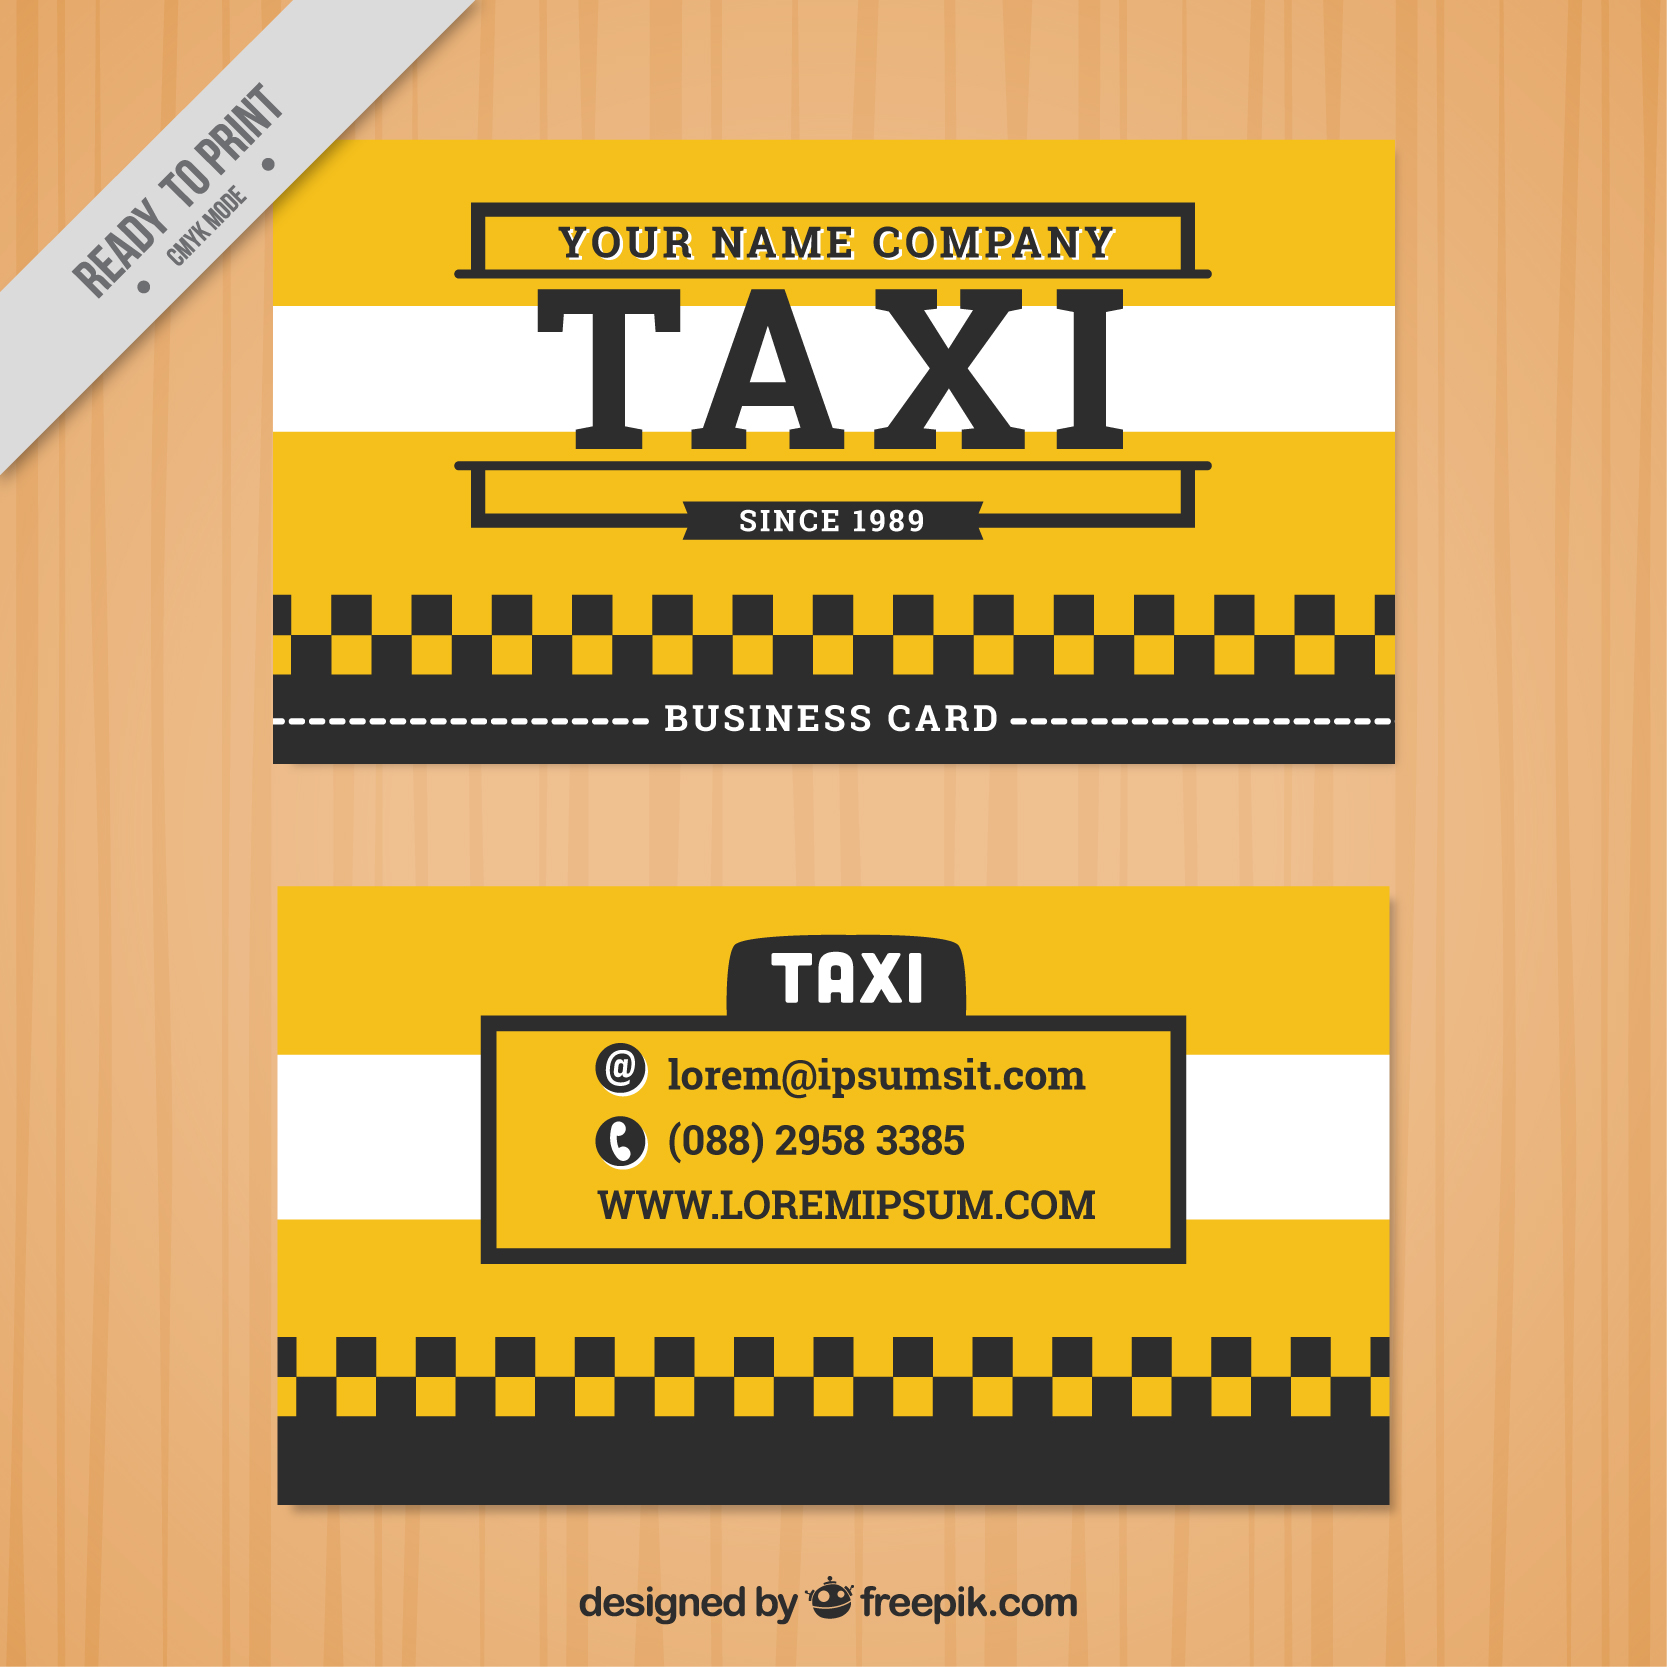 READY TO PRINT
• CMYK MODE •
YOUR NAME COMPANY
TAXI
SINCE 1989
BUSINESS CARD
TAXI
@ lorem@ipsumsit.com
(088) 2958 3385
WWW.LOREMIPSUM.COM
designed by freepik.com